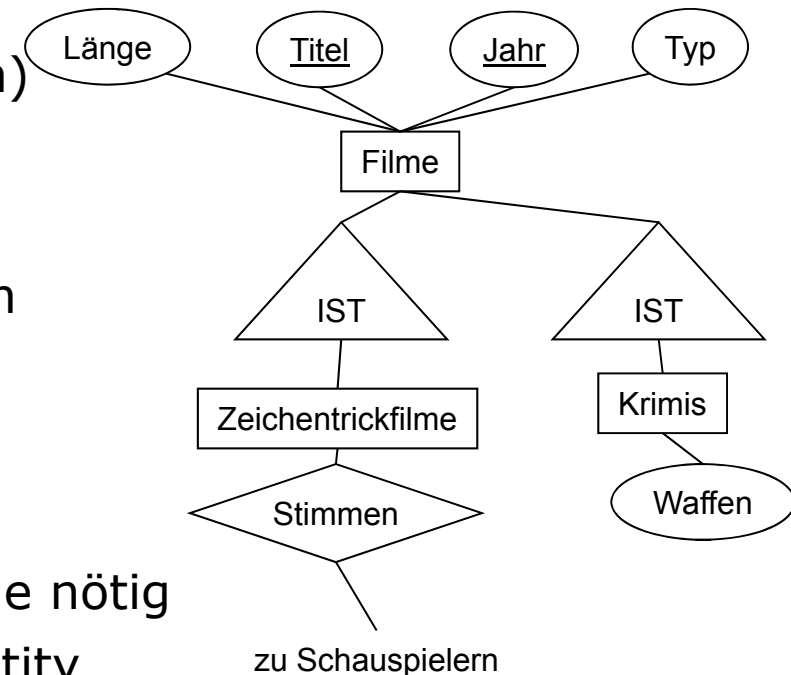 Länge
Titel
Jahr
Typ
)
Filme
IST
IST
Krimis
Zeichentrickfilme
Waffen
Stimmen
e nötig
zu Schauspielern